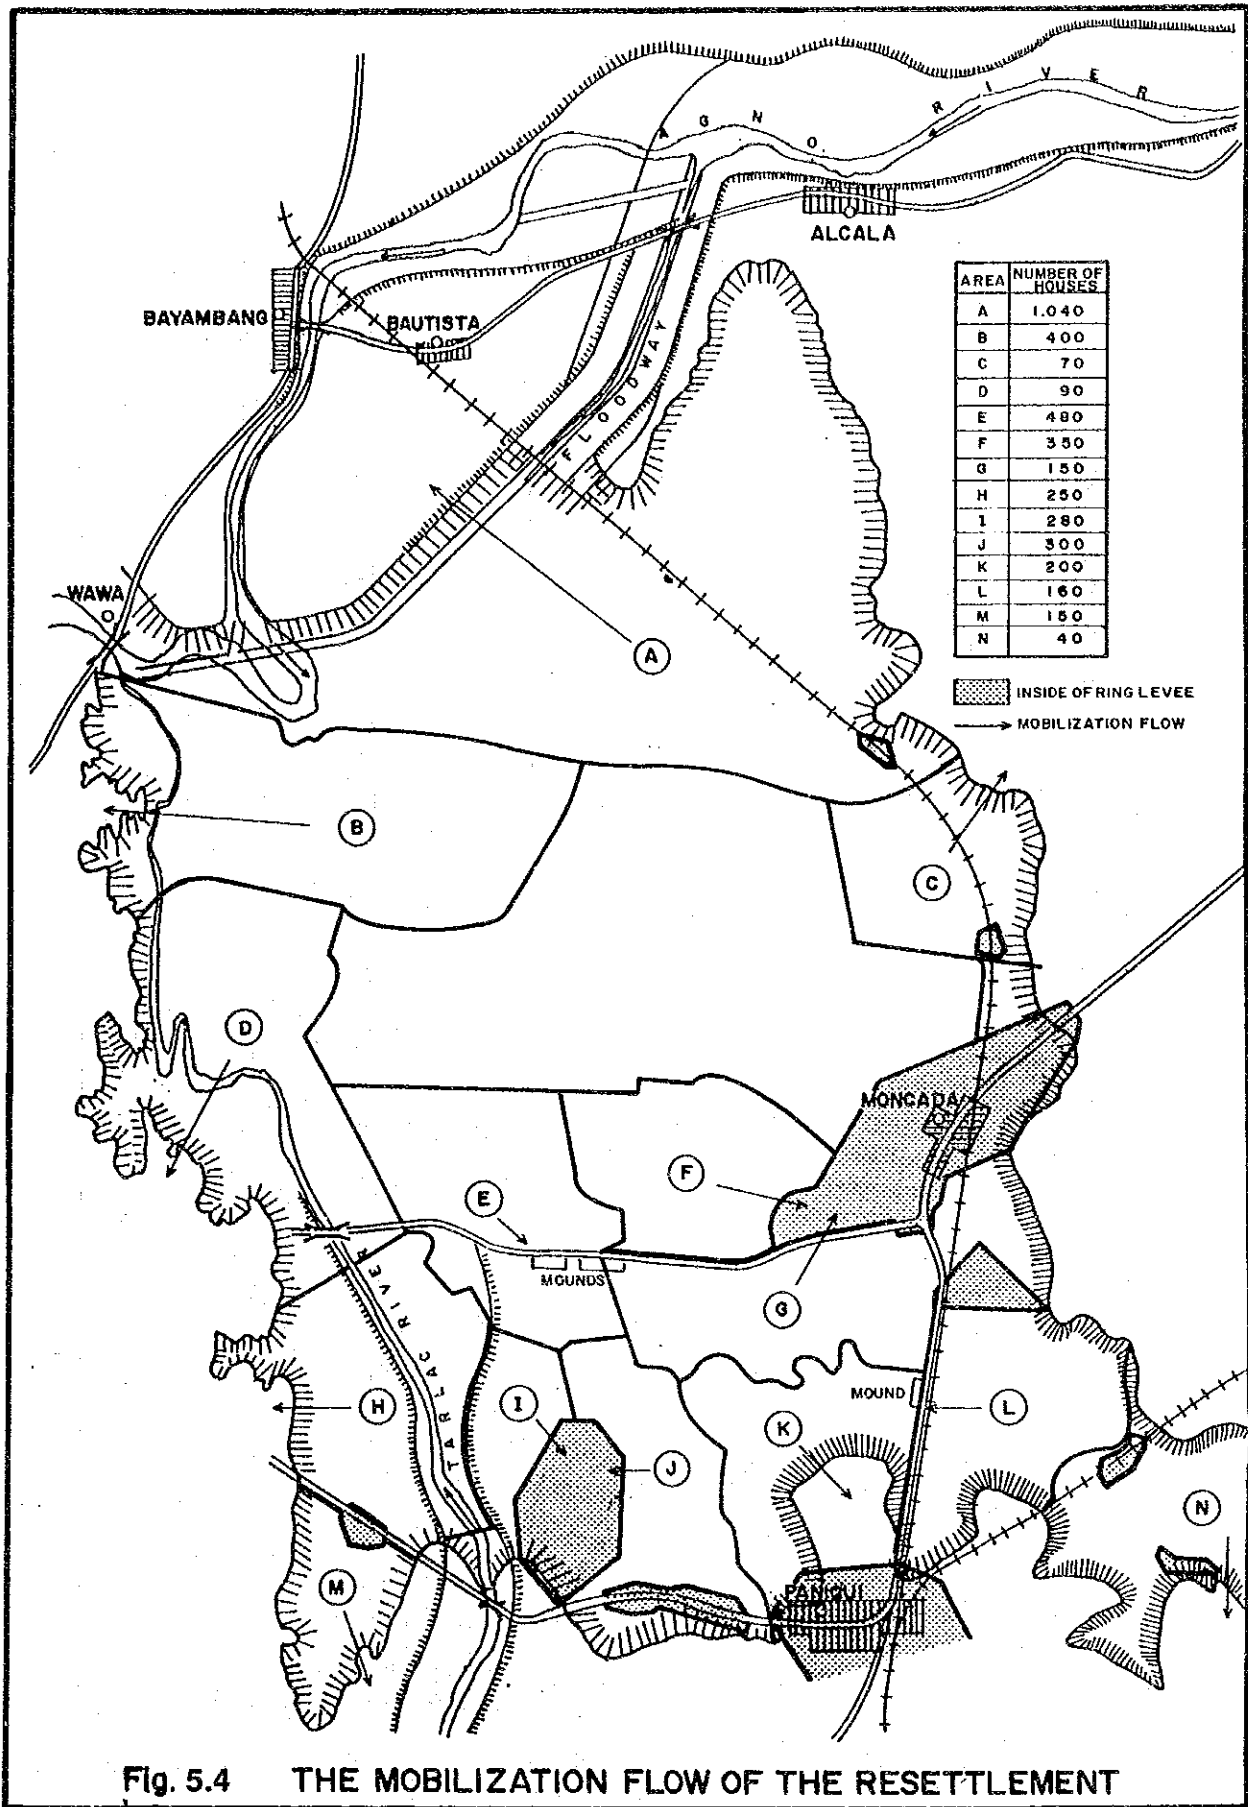 AGNO RIVER
ALCALA
BAYAMBANG
BAUTISTA
FLOODWAY
WAWA
AREA NUMBER OF HOUSES
A 1.040
B 400
C 70
D 90
E 480
F 350
G 150
H 250
I 280
J 300
K 200
L 160
M 150
N 40
INSIDE OF RING LEVEE
MOBILIZATION FLOW
A
B
C
D
MONCADA
F
E
MOUNDS
G
TARLAC RIVER
H
I
MOUND
L
K
J
N
M
PANIQUI
Fig. 5.4 THE MOBILIZATION FLOW OF THE RESETTLEMENT